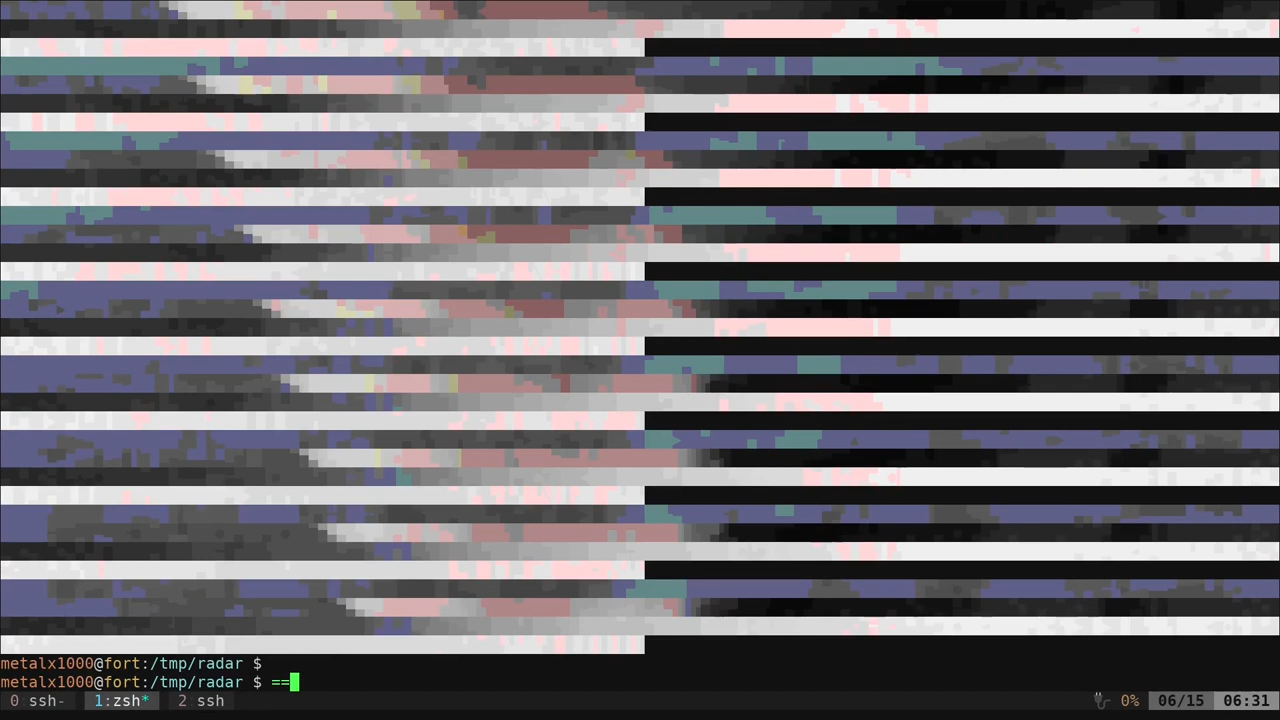 metalx1000@fort:/tmp/radar $
metalx1000@fort:/tmp/radar $ ==
0 ssh- 1:zsh* 2 ssh 0% 06/15 06:31